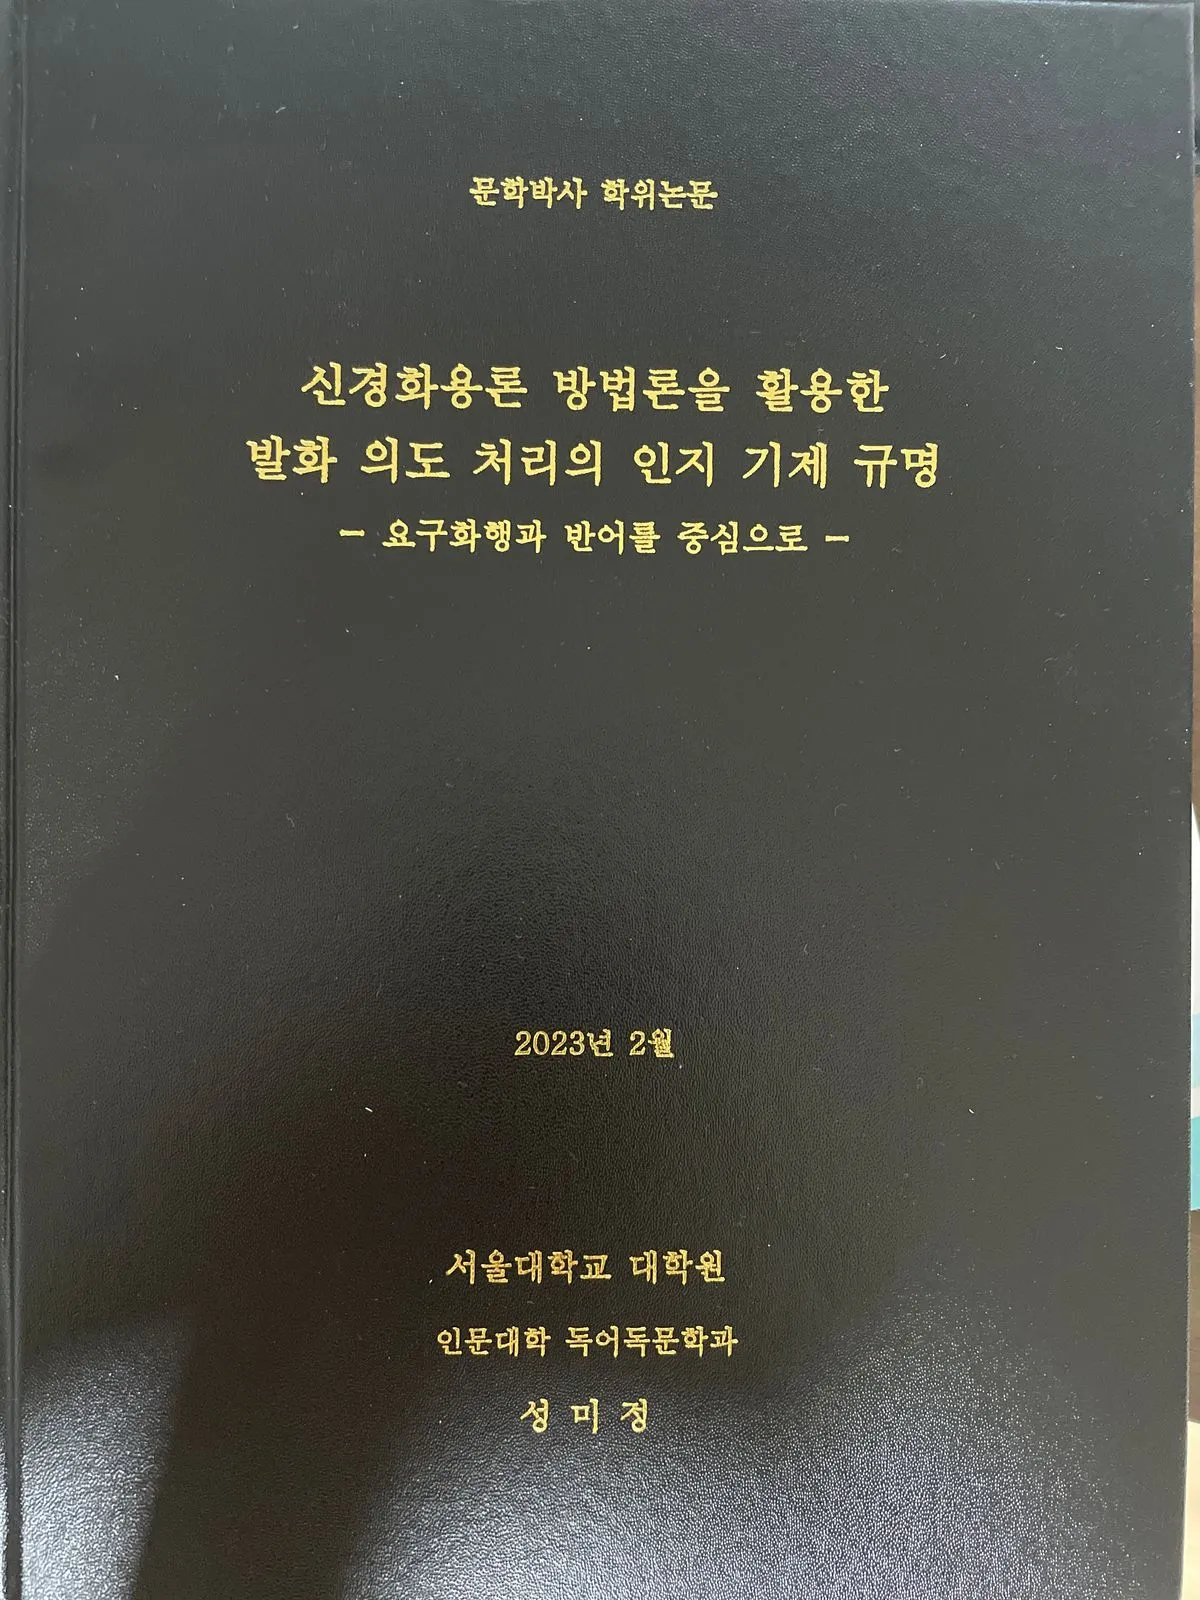 문학박사 학위논문
신경화용론 방법론을 활용한
발화 의도 처리의 인지 기제 규명
- 요구화행과 반어를 중심으로 -
2023년 2월
서울대학교 대학원
인문대학 독어독문학과
성 미 정